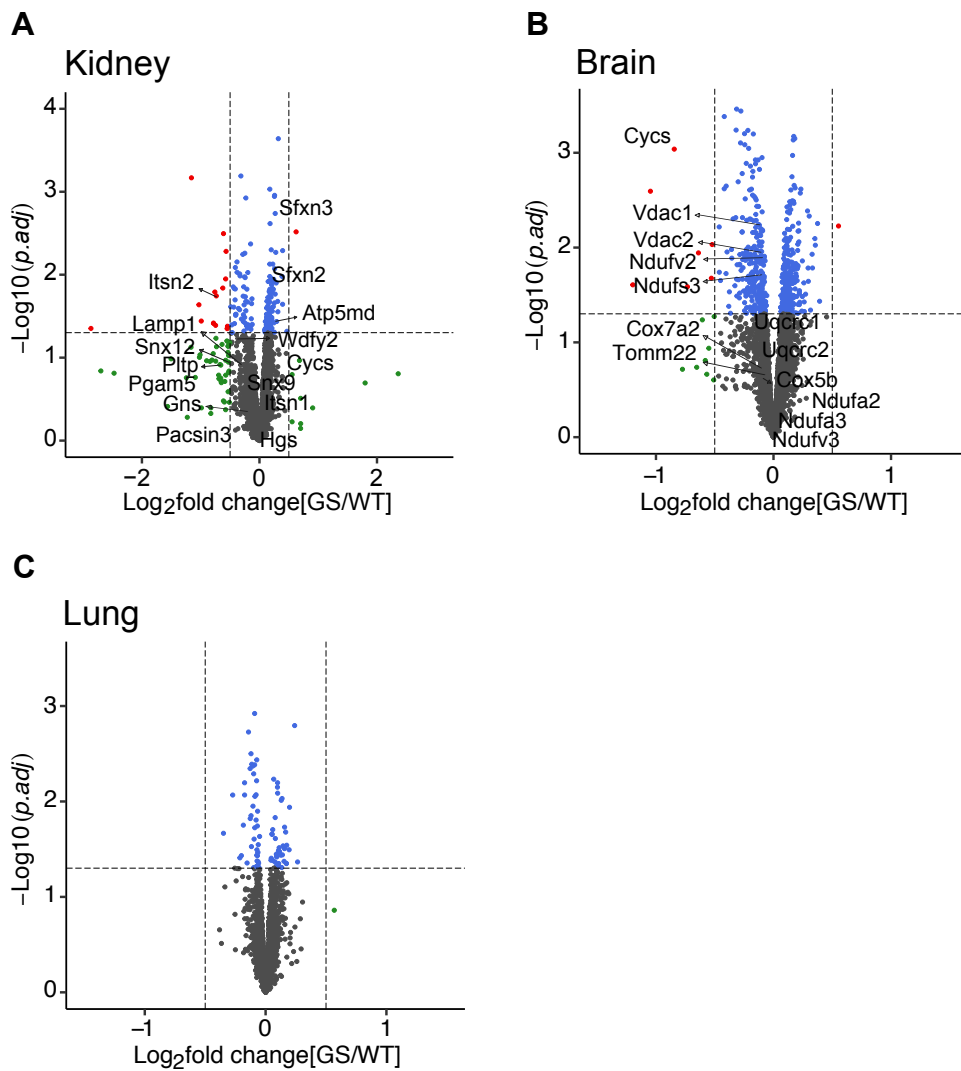 A
Kidney
4
3
2
1
0
−Log10(p.adj)
Sfxn3
Sfxn2
Itsn2
Atp5md
Lamp1
Wdfy2
Snx12
Cycs
Pltp
Snx9
Pgam5
Gns
Itsn1
Pacsin3
Hgs
−2
0
2
Log2fold change[GS/WT]
B
Brain
3
2
1
0
−Log10(p.adj)
Cycs
Vdac1
Vdac2
Ndufv2
Ndufs3
Uqcrc1
Cox7a2
Uqcrc2
Tomm22
Cox5b
Ndufa2
Ndufa3
Ndufv3
−1
0
1
Log2fold change[GS/WT]
C
Lung
3
2
1
0
−Log10(p.adj)
−1
0
1
Log2fold change[GS/WT]